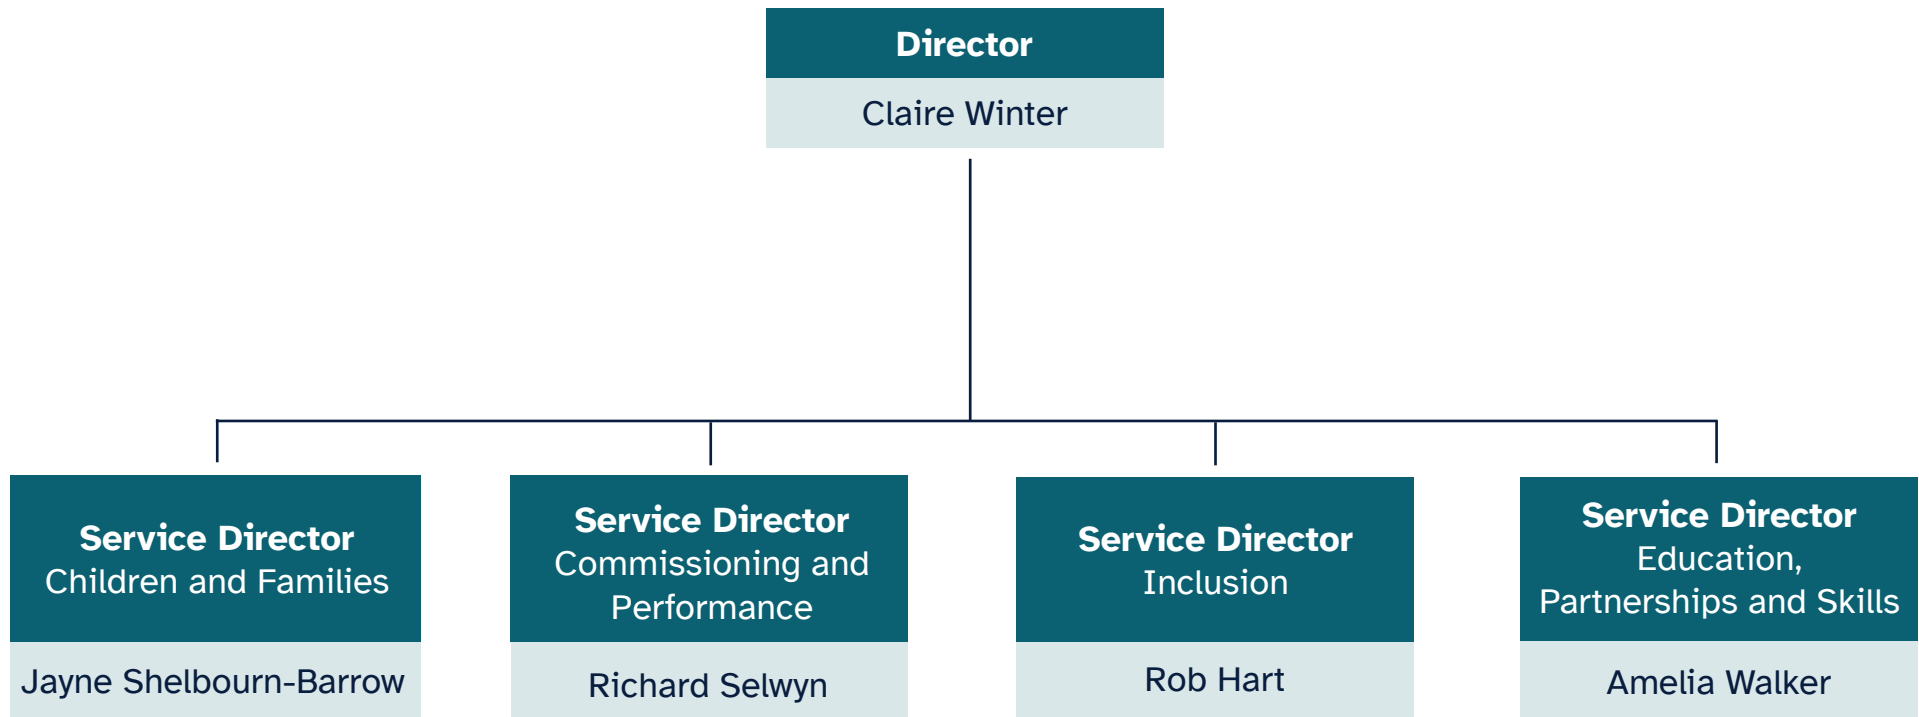 Director
Claire Winter
Service Director
Children and Families
Jayne Shelbourn-Barrow
Service Director
Commissioning and
Performance
Richard Selwyn
Service Director
Inclusion
Rob Hart
Service Director
Education,
Partnerships and Skills
Amelia Walker